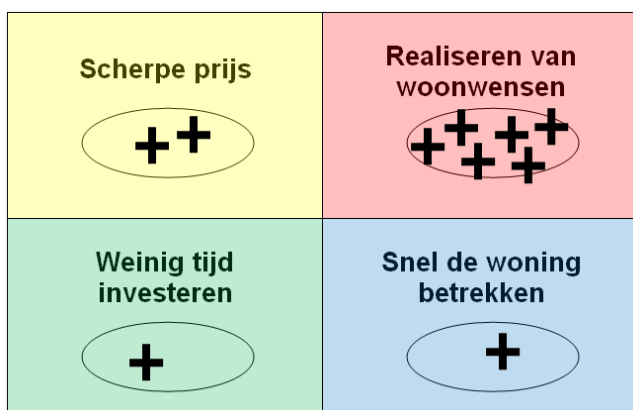 Scherpe prijs
Realiseren van
woonwensen
Weinig tijd
investeren
Snel de woning
betrekken